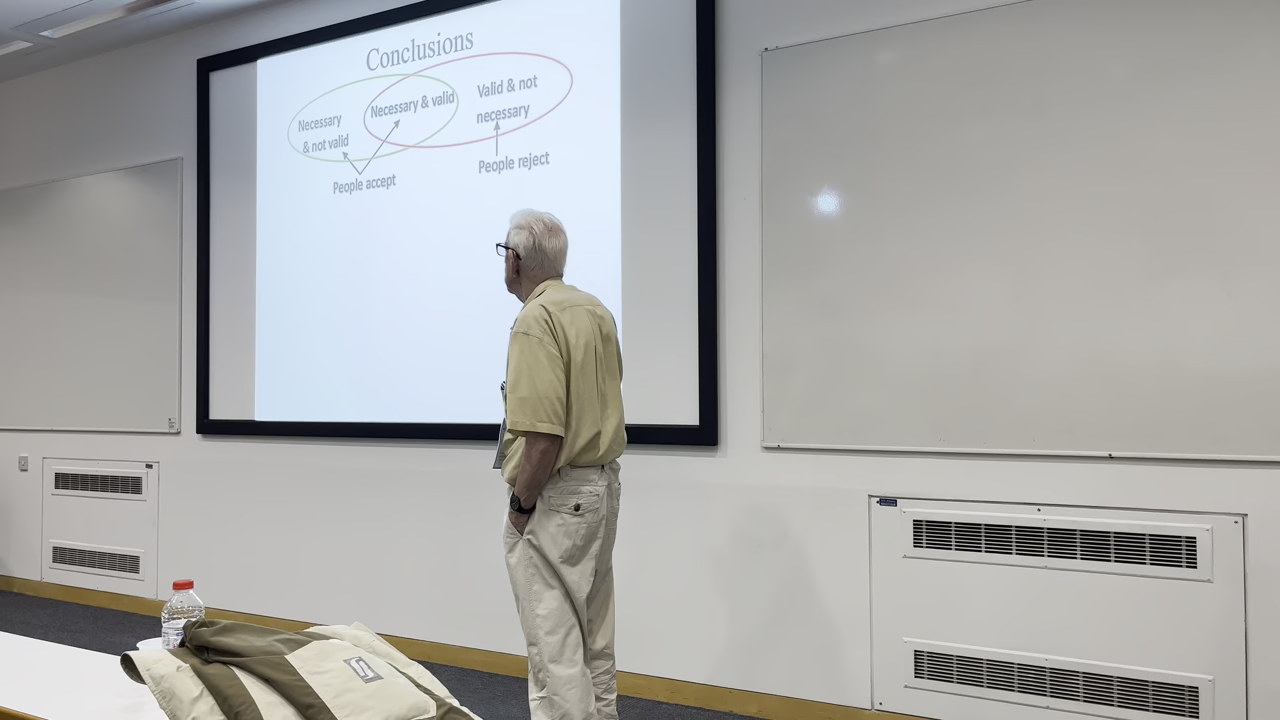 Conclusions
Necessary
& not valid
Necessary & valid
Valid & not
necessary
People accept
People reject